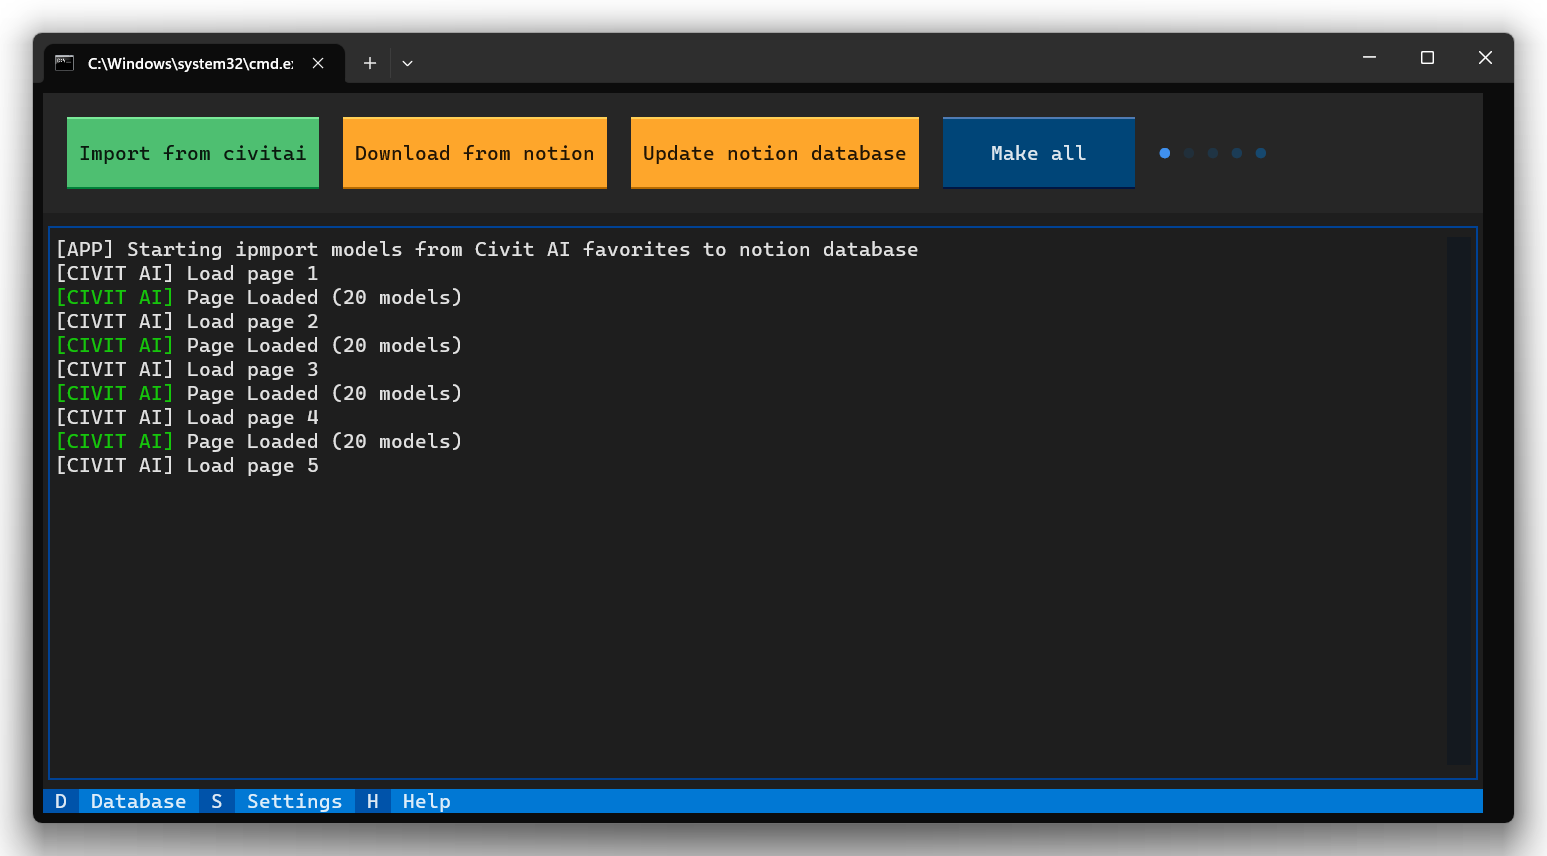 C:\Windows\system32\cmd.e
Import from civitai
Download from notion
Update notion database
Make all
[APP] Starting ipmport models from Civit AI favorites to notion database
[CIVIT AI] Load page 1
[CIVIT AI] Page Loaded (20 models)
[CIVIT AI] Load page 2
[CIVIT AI] Page Loaded (20 models)
[CIVIT AI] Load page 3
[CIVIT AI] Page Loaded (20 models)
[CIVIT AI] Load page 4
[CIVIT AI] Page Loaded (20 models)
[CIVIT AI] Load page 5
D Database S Settings H Help